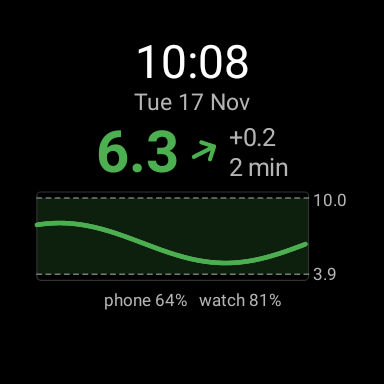 10:08
Tue 17 Nov
6.3 +0.2
2 min
10.0
3.9
phone 64% watch 81%